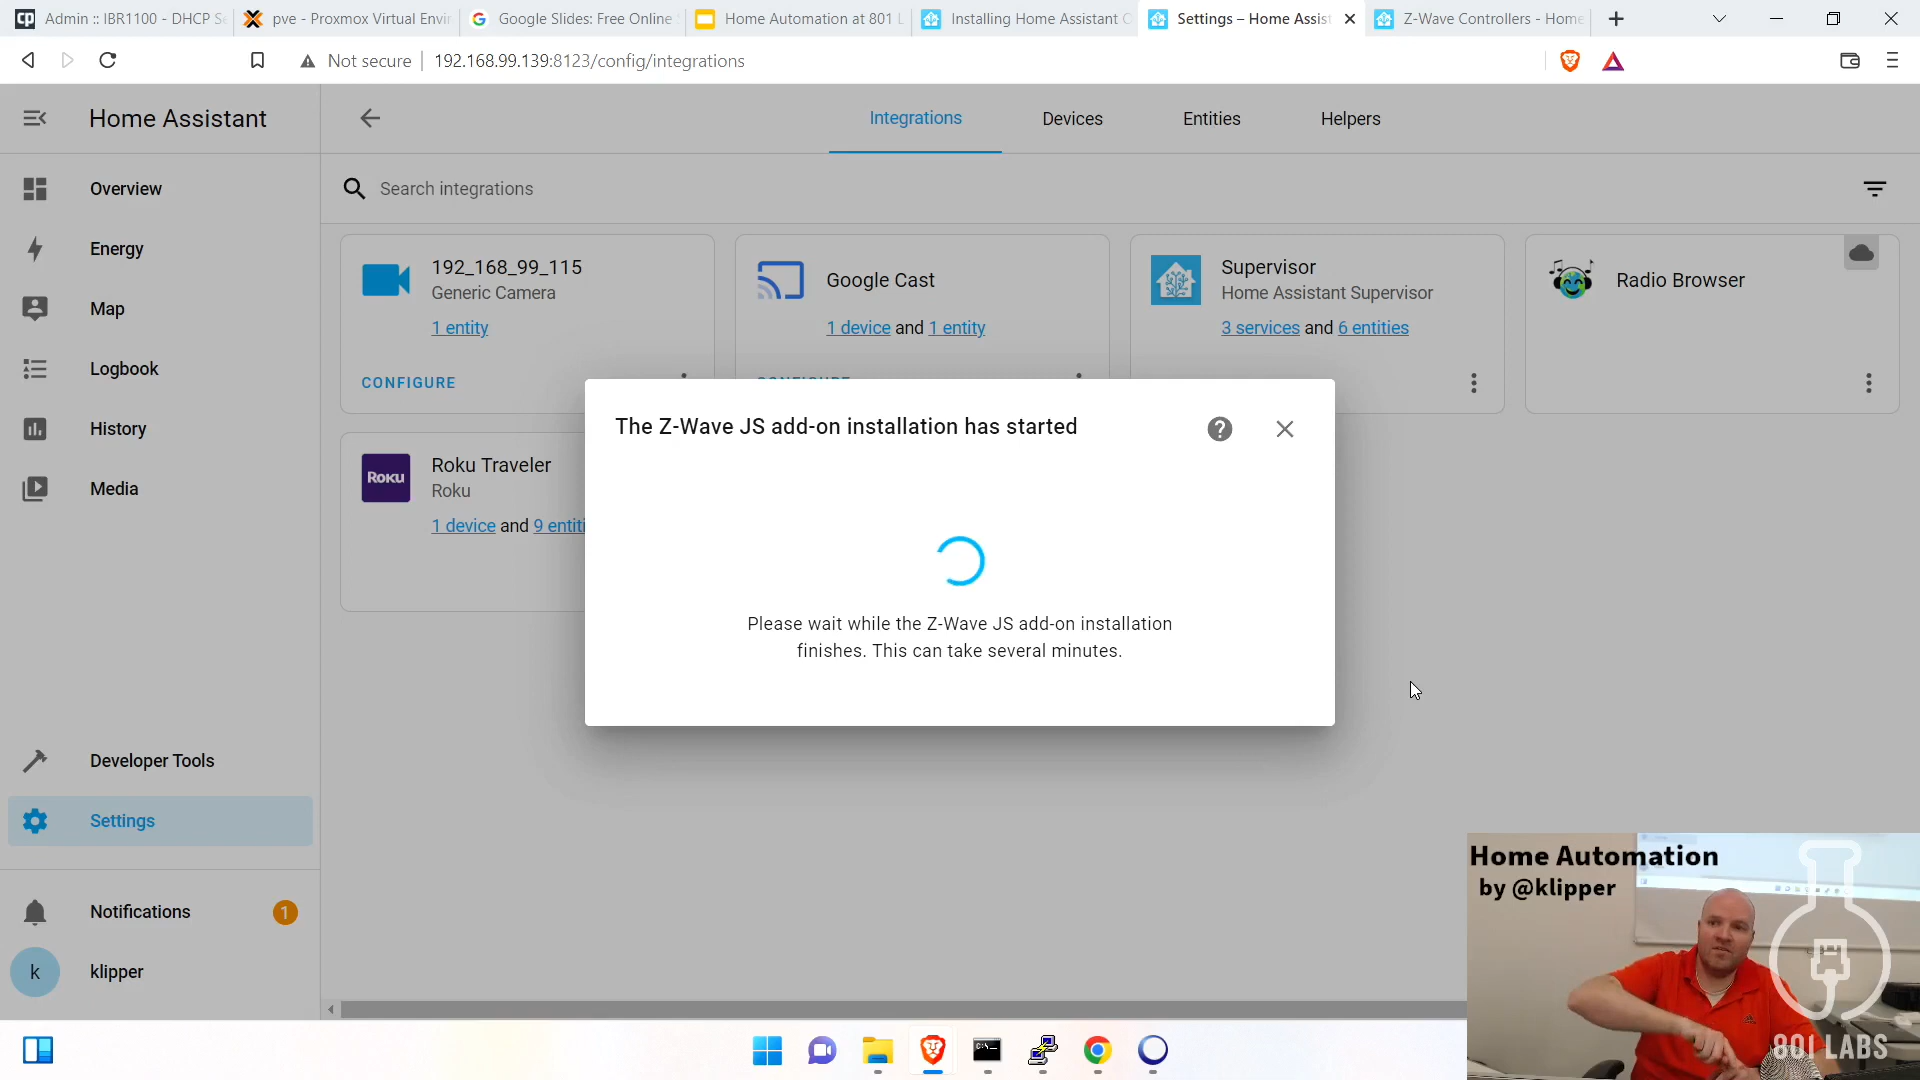 Admin :: IBR1100 - DHCP Se
pve - Proxmox Virtual Envir
Google Slides: Free Online
Home Automation at 801 L
Installing Home Assistant O
Settings – Home Assist
Z-Wave Controllers - Home
Not secure
192.168.99.139:8123/config/integrations
Home Assistant
Integrations
Devices
Entities
Helpers
Overview
Energy
Map
Logbook
History
Media
Developer Tools
Settings
Notifications
1
k
klipper
Search integrations
192_168_99_115
Generic Camera
1 entity
CONFIGURE
Google Cast
1 device and 1 entity
CONFIGURE
Supervisor
Home Assistant Supervisor
3 services and 6 entities
Radio Browser
ROKU
Roku Traveler
Roku
1 device and 9 entiti
The Z-Wave JS add-on installation has started
Please wait while the Z-Wave JS add-on installation
finishes. This can take several minutes.
Home Automation
by @klipper
801 LABS